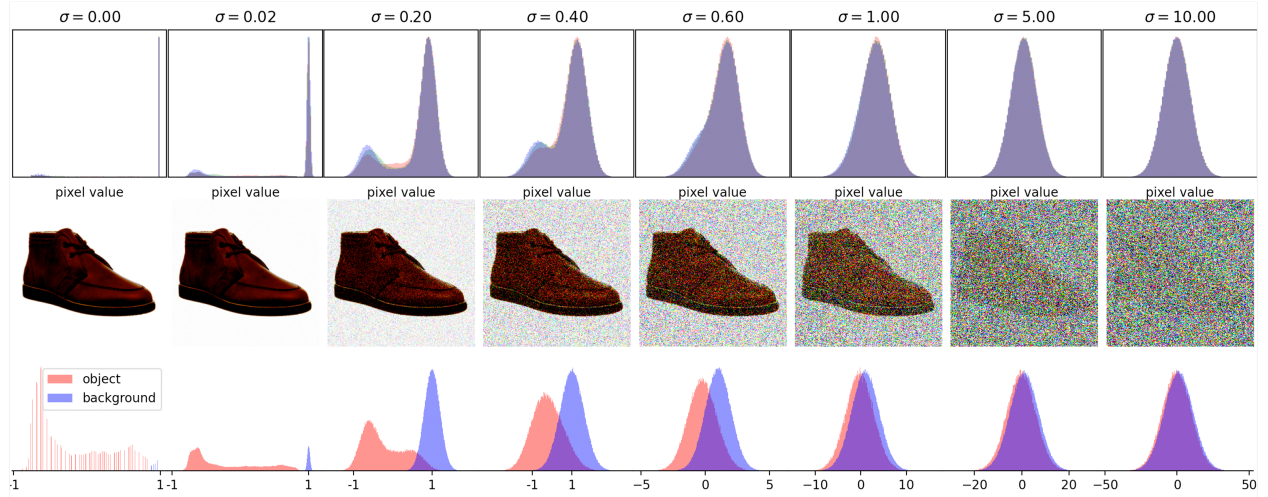 σ = 0.00 σ = 0.02 σ = 0.20 σ = 0.40 σ = 0.60 σ = 1.00 σ = 5.00 σ = 10.00
pixel value pixel value pixel value pixel value pixel value pixel value pixel value pixel value
object
background
-1 1 -1 1 -1 1 -1 1 −5 0 5 −10 0 10 −20 0 20 −50 0 50